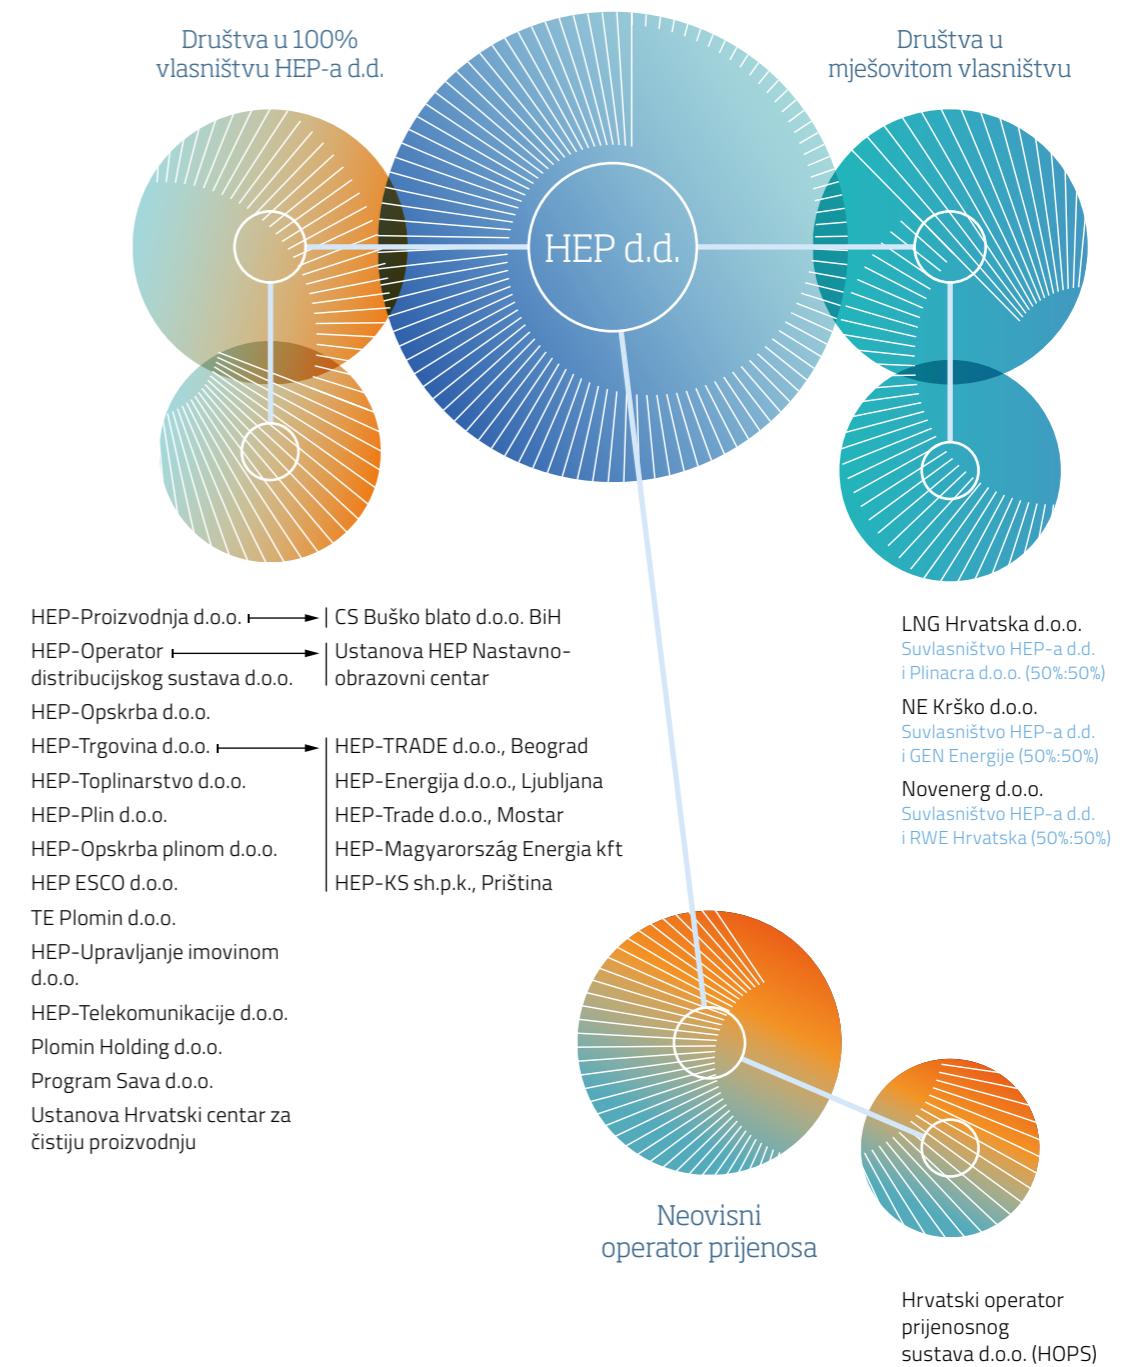 Društva u 100%
vlasništvu HEP-a d.d.
Društva u
mješovitom vlasništvu
HEP d.d.
HEP-Proizvodnja d.o.o.
CS Buško blato d.o.o. BiH
HEP-Operator
distribucijskog sustava d.o.o.
Ustanova HEP Nastavno-
obrazovni centar
HEP-Opskrba d.o.o.
HEP-Trgovina d.o.o.
HEP-TRADE d.o.o., Beograd
HEP-Energija d.o.o., Ljubljana
HEP-Trade d.o.o., Mostar
HEP-Magyarország Energia kft
HEP-KS sh.p.k., Priština
HEP-Toplinarstvo d.o.o.
HEP-Plin d.o.o.
HEP-Opskrba plinom d.o.o.
HEP ESCO d.o.o.
TE Plomin d.o.o.
HEP-Upravljanje imovinom
d.o.o.
HEP-Telekomunikacije d.o.o.
Plomin Holding d.o.o.
Program Sava d.o.o.
Ustanova Hrvatski centar za
čistiju proizvodnju
LNG Hrvatska d.o.o.
Suvlasništvo HEP-a d.d.
i Plinacra d.o.o. (50%:50%)
NE Krško d.o.o.
Suvlasništvo HEP-a d.d.
i GEN Energije (50%:50%)
Novenerg d.o.o.
Suvlasništvo HEP-a d.d.
i RWE Hrvatska (50%:50%)
Neovisni
operator prijenosa
Hrvatski operator
prijenosnog
sustava d.o.o. (HOPS)